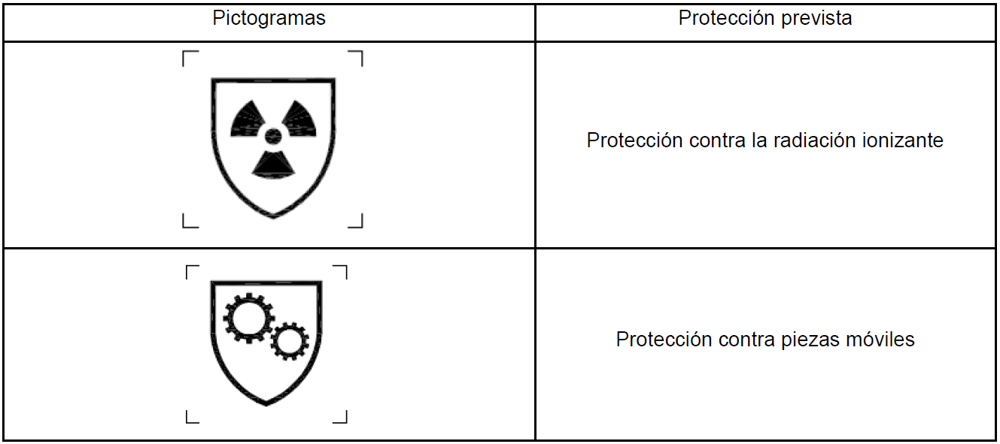 Pictogramas
Protección prevista
Protección contra la radiación ionizante
Protección contra piezas móviles